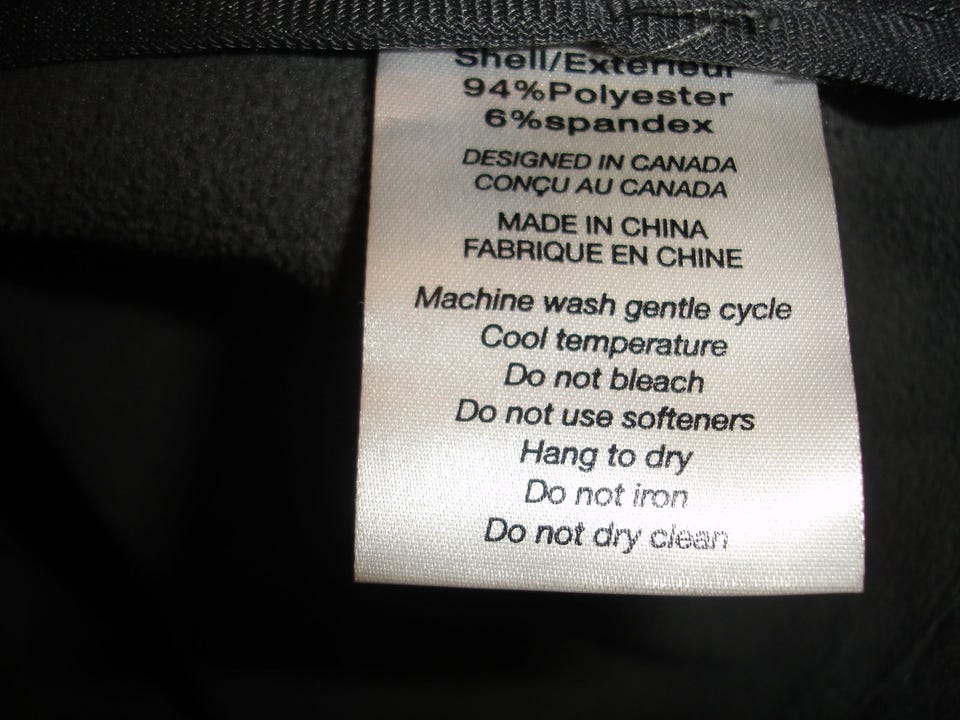 Shell/Exterieur
94%Polyester
6%spandex
DESIGNED IN CANADA
CONÇU AU CANADA
MADE IN CHINA
FABRIQUE EN CHINE
Machine wash gentle cycle
Cool temperature
Do not bleach
Do not use softeners
Hang to dry
Do not iron
Do not dry clean